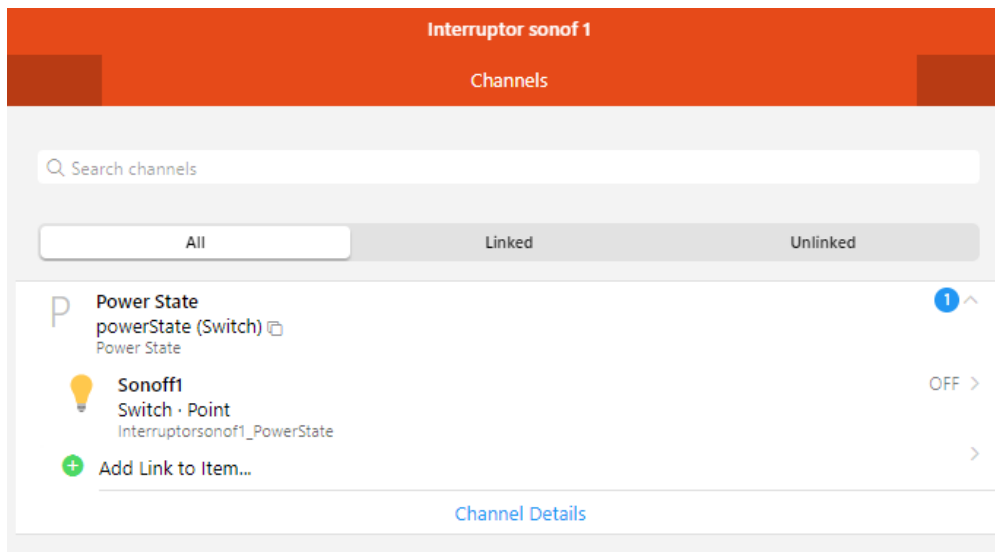 Interruptor sonof 1
Channels
Search channels
All
Linked
Unlinked
P
Power State
1
powerState (Switch)
Power State
Sonoff1
OFF
Switch · Point
Interruptorsonof1_PowerState
Add Link to Item...
Channel Details